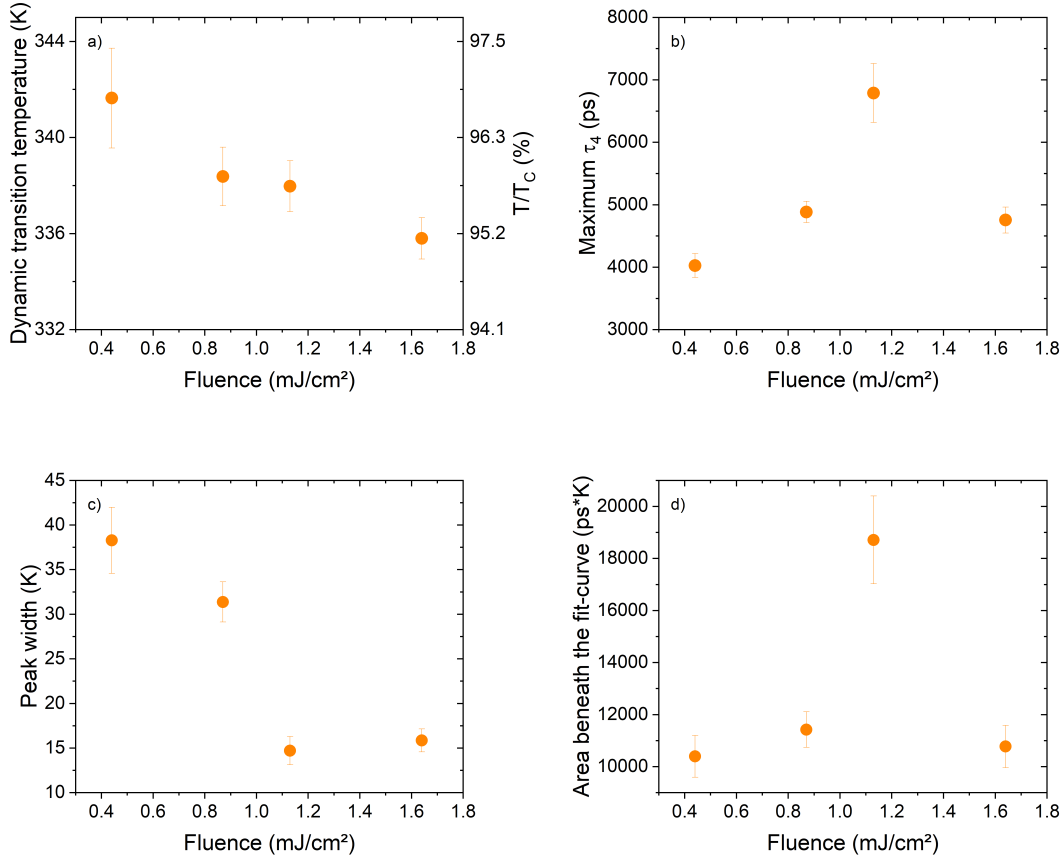 a)
Dynamic transition temperature (K)
344
340
336
332
97.5
96.3
95.2
94.1
T/T_C (%)
0.4 0.6 0.8 1.0 1.2 1.4 1.6 1.8
Fluence (mJ/cm²)
b)
Maximum τ₄ (ps)
8000
7000
6000
5000
4000
3000
0.4 0.6 0.8 1.0 1.2 1.4 1.6 1.8
Fluence (mJ/cm²)
c)
Peak width (K)
45
40
35
30
25
20
15
10
0.4 0.6 0.8 1.0 1.2 1.4 1.6 1.8
Fluence (mJ/cm²)
d)
Area beneath the fit-curve (ps*K)
20000
18000
16000
14000
12000
10000
0.4 0.6 0.8 1.0 1.2 1.4 1.6 1.8
Fluence (mJ/cm²)